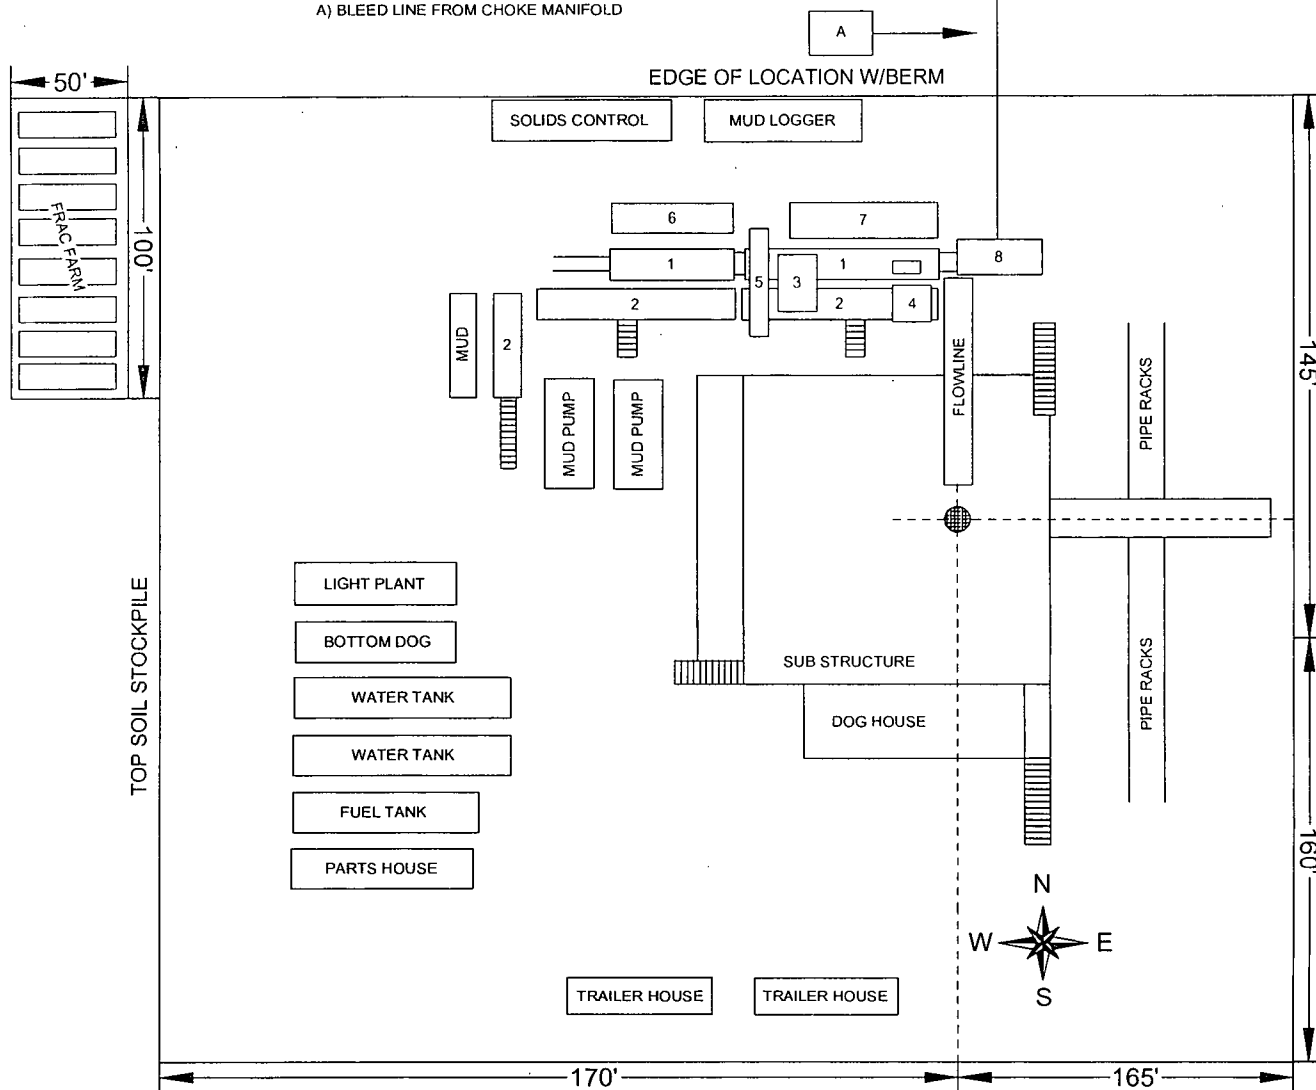 A) BLEED LINE FROM CHOKE MANIFOLD
A
50'
EDGE OF LOCATION W/BERM
SOLIDS CONTROL
MUD LOGGER
FRAC FARM
100'
6
7
1
5
3
1
8
2
2
4
MUD
2
MUD PUMP
MUD PUMP
FLOWLINE
PIPE RACKS
145'
LIGHT PLANT
BOTTOM DOG
WATER TANK
WATER TANK
FUEL TANK
PARTS HOUSE
TOP SOIL STOCKPILE
SUB STRUCTURE
DOG HOUSE
PIPE RACKS
160'
N
W
E
S
TRAILER HOUSE
TRAILER HOUSE
170'
165'